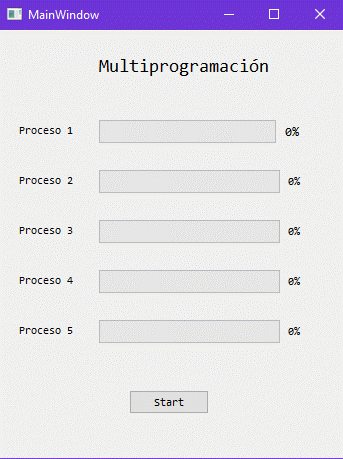 MainWindow
Multiprogramación
Proceso 1 0%
Proceso 2 0%
Proceso 3 0%
Proceso 4 0%
Proceso 5 0%
Start